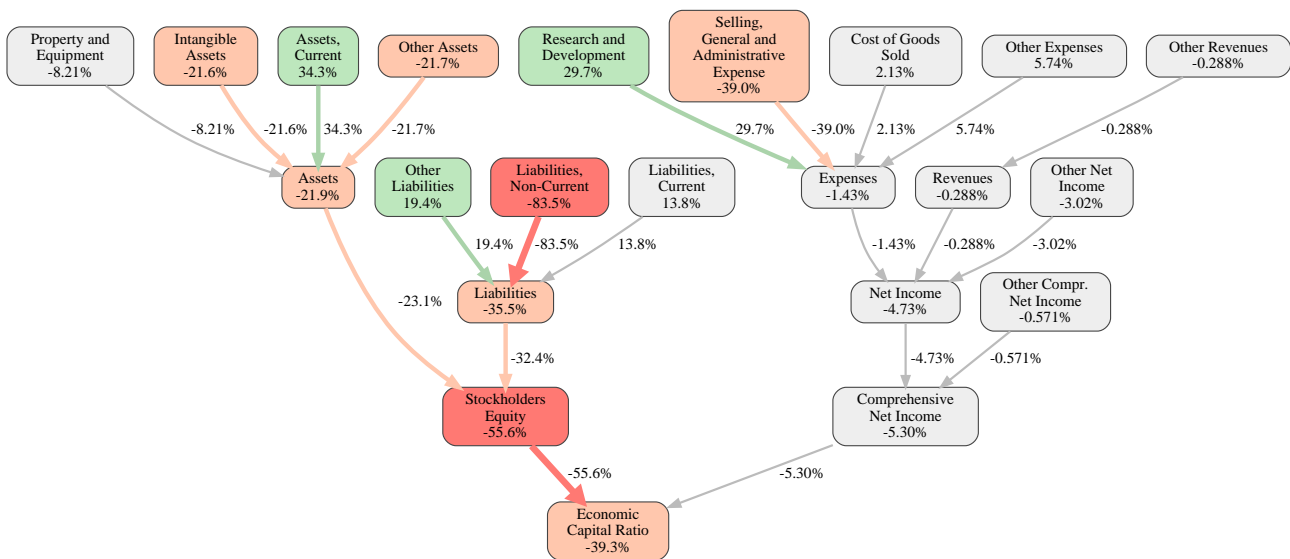 Property and
Equipment
-8.21%
Intangible
Assets
-21.6%
Assets,
Current
34.3%
Other Assets
-21.7%
Research and
Development
29.7%
Selling,
General and
Administrative
Expense
-39.0%
Cost of Goods
Sold
2.13%
Other Expenses
5.74%
Other Revenues
-0.288%
-8.21%
-21.6%
34.3%
-21.7%
29.7%
-39.0%
2.13%
5.74%
-0.288%
Assets
-21.9%
Other
Liabilities
19.4%
Liabilities,
Non-Current
-83.5%
Liabilities,
Current
13.8%
Expenses
-1.43%
Revenues
-0.288%
Other Net
Income
-3.02%
19.4%
-83.5%
13.8%
-1.43%
-0.288%
-3.02%
-23.1%
Liabilities
-35.5%
Net Income
-4.73%
Other Compr.
Net Income
-0.571%
-32.4%
-4.73%
-0.571%
Stockholders
Equity
-55.6%
Comprehensive
Net Income
-5.30%
-55.6%
-5.30%
Economic
Capital Ratio
-39.3%